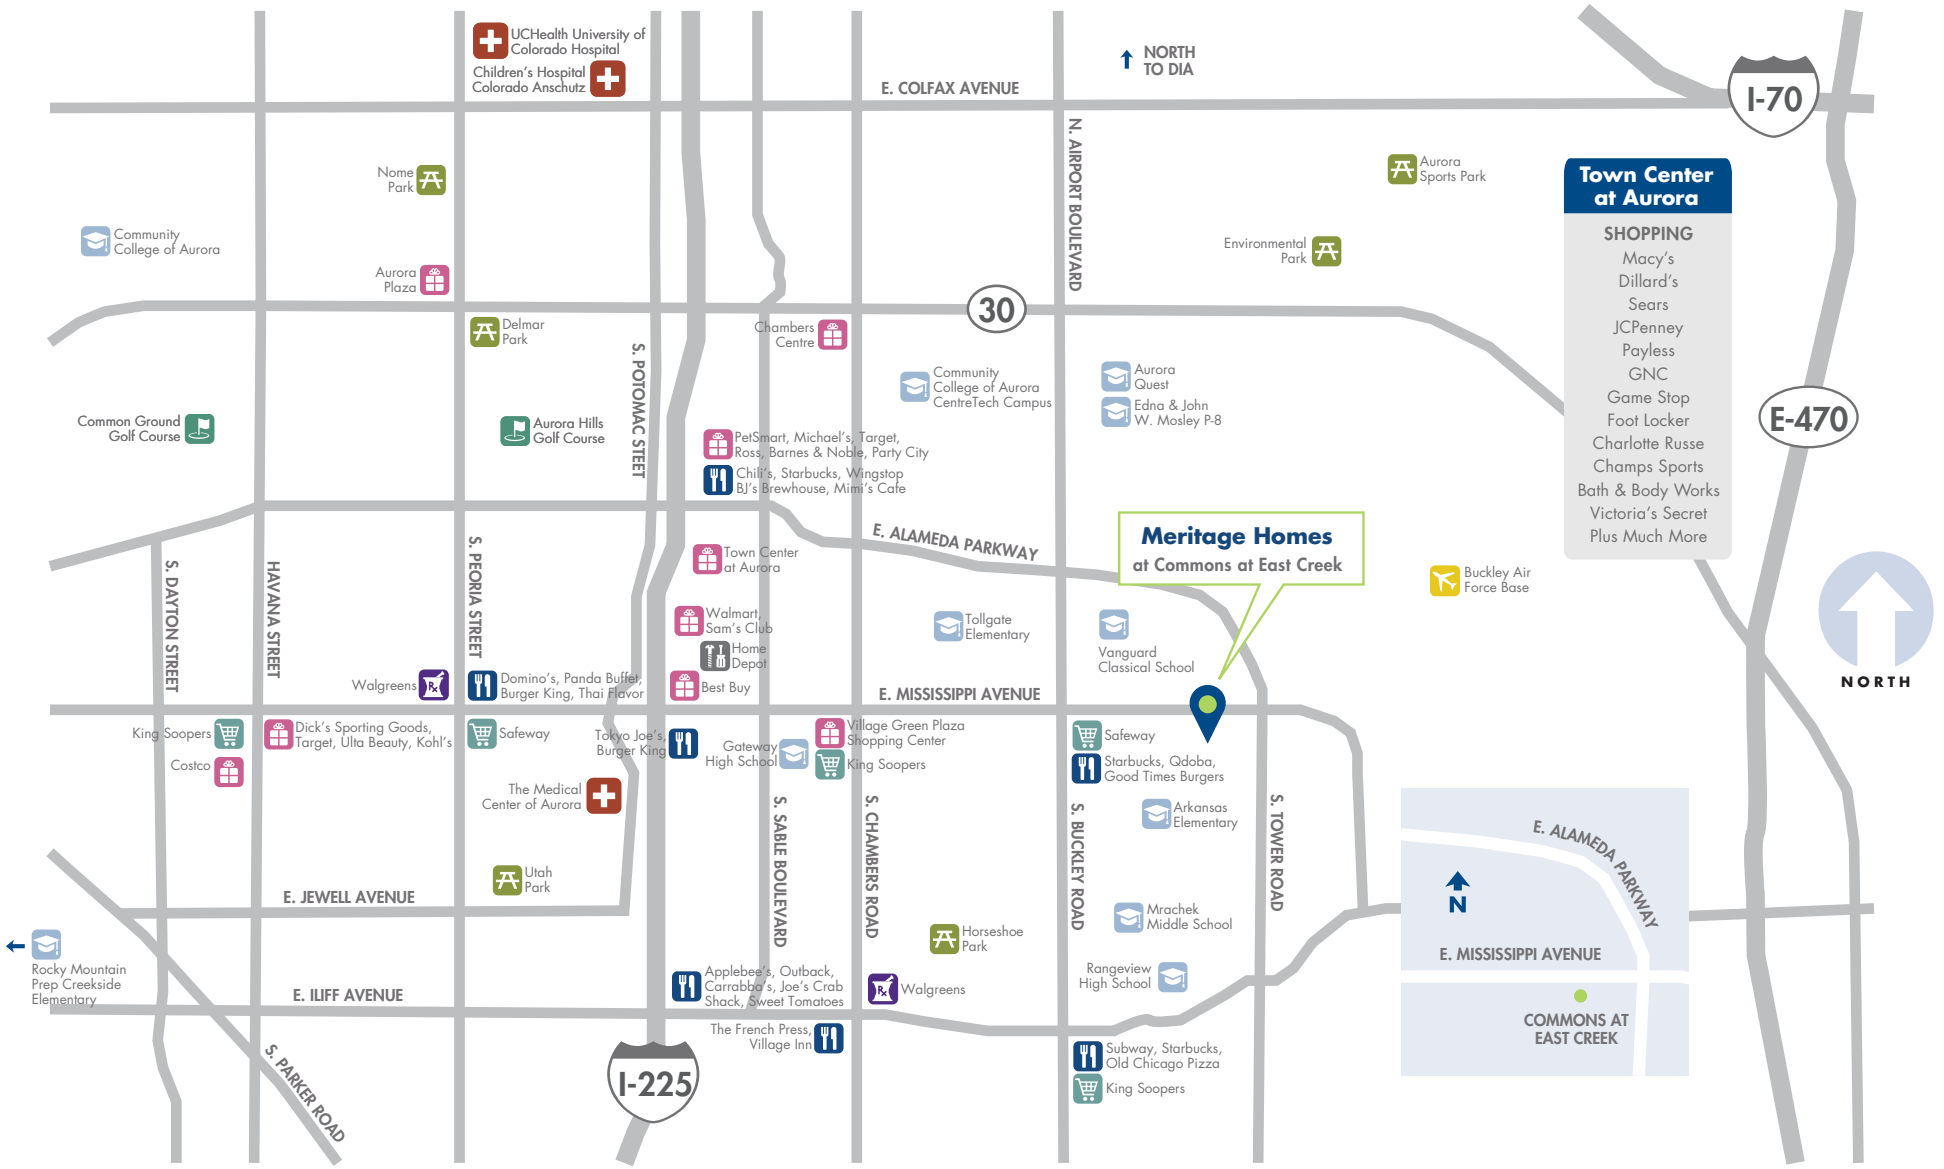 UCHealth University of
Colorado Hospital
Children's Hospital
Colorado Anschutz
NORTH
TO DIA
E. COLFAX AVENUE
I-70
N. AIRPORT BOULEVARD
Nome
Park
Aurora
Sports Park
Town Center
at Aurora
SHOPPING
Macy's
Dillard's
Sears
JCPenney
Payless
GNC
Game Stop
Foot Locker
Charlotte Russe
Champs Sports
Bath & Body Works
Victoria's Secret
Plus Much More
Community
College of Aurora
Environmental
Park
Aurora
Plaza
30
Delmar
Park
Chambers
Centre
S. POTOMAC STEET
Community
College of Aurora
CentreTech Campus
Aurora
Quest
Edna & John
W. Mosley P-8
E-470
Common Ground
Golf Course
Aurora Hills
Golf Course
PetSmart, Michael's, Target,
Ross, Barnes & Noble, Party City
Chili's, Starbucks, Wingstop
BJ's Brewhouse, Mimi's Cafe
E. ALAMEDA PARKWAY
Meritage Homes
at Commons at East Creek
S. DAYTON STREET
HAVANA STREET
S. PEORIA STREET
Town Center
at Aurora
Buckley Air
Force Base
Walmart,
Sam's Club
Home
Depot
Tollgate
Elementary
Vanguard
Classical School
Walgreens
Rx
Domino's, Panda Buffet,
Burger King, Thai Flavor
Best Buy
E. MISSISSIPPI AVENUE
NORTH
King Soopers
Dick's Sporting Goods,
Target, Ulta Beauty, Kohl's
Safeway
Tokyo Joe's,
Burger King
Gateway
High School
Village Green Plaza
Shopping Center
King Soopers
Safeway
Starbucks, Qdoba,
Good Times Burgers
Costco
The Medical
Center of Aurora
S. SABLE BOULEVARD
S. CHAMBERS ROAD
S. BUCKLEY ROAD
Arkansas
Elementary
S. TOWER ROAD
E. ALAMEDA PARKWAY
N
E. MISSISSIPPI AVENUE
COMMONS AT
EAST CREEK
Utah
Park
E. JEWELL AVENUE
Mrachek
Middle School
Horseshoe
Park
Rocky Mountain
Prep Creekside
Elementary
Rangeview
High School
Applebee's, Outback,
Carrabba's, Joe's Crab
Shack, Sweet Tomatoes
Rx
Walgreens
E. ILIFF AVENUE
The French Press,
Village Inn
S. PARKER ROAD
I-225
Subway, Starbucks,
Old Chicago Pizza
King Soopers